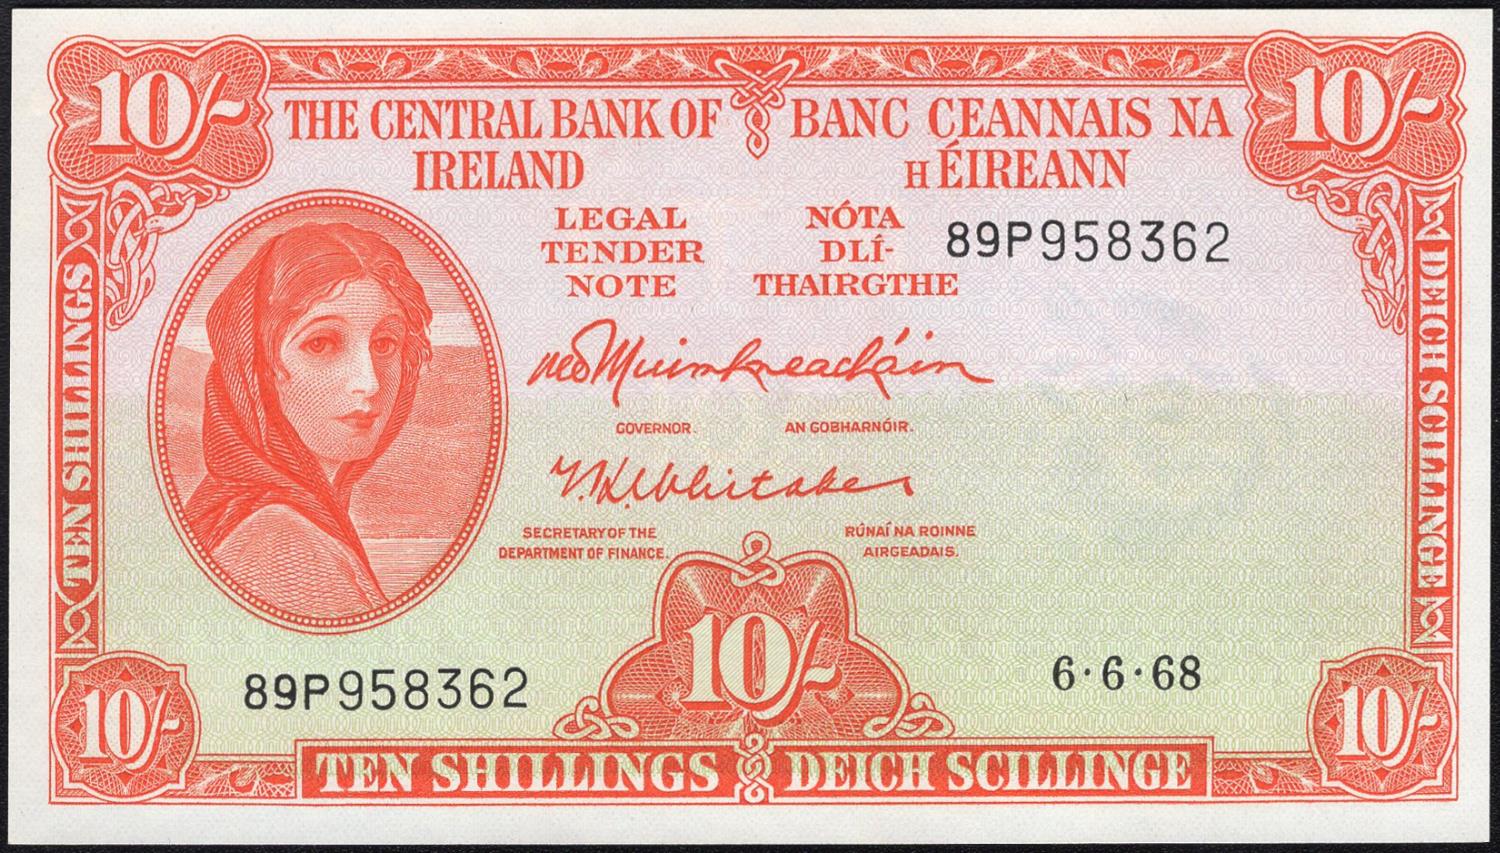 10/-
10/-
THE CENTRAL BANK OF
IRELAND
BANC CEANNAIS NA
H ÉIREANN
LEGAL
TENDER
NOTE
NÓTA
DLÍ-
THAIRGTHE
89P958362
GOVERNOR.
AN GOBHARNÓIR.
T.K. Whitaker
SECRETARY OF THE
DEPARTMENT OF FINANCE.
RÚNAÍ NA ROINNE
AIRGEADAIS.
TEN SHILLINGS
DEICH SCILLINGE
89P958362
10/-
6·6·68
10/-
10/-
TEN SHILLINGS
DEICH SCILLINGE